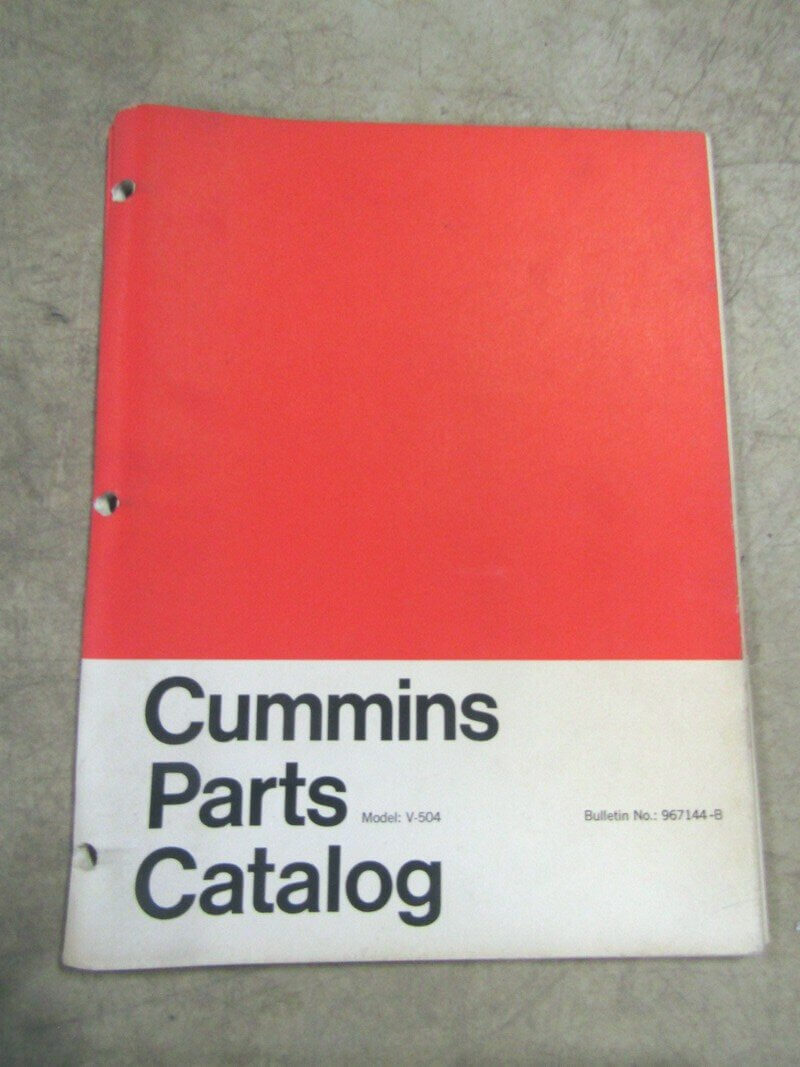 Cummins
Parts
Model: V-504
Bulletin No.: 967144-B
Catalog